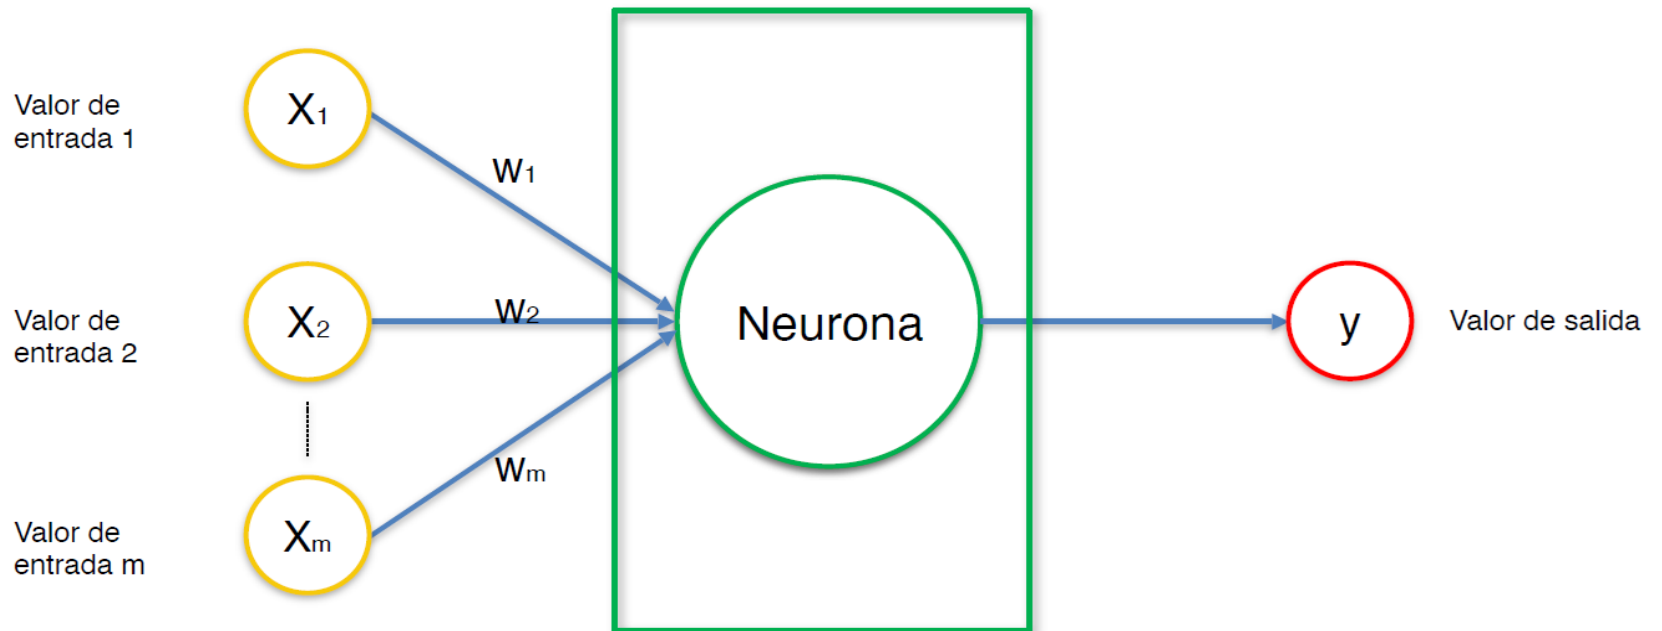 Valor de
entrada 1
X1
W1
Valor de
entrada 2
X2
W2
Neurona
y
Valor de salida
Wm
Valor de
entrada m
Xm